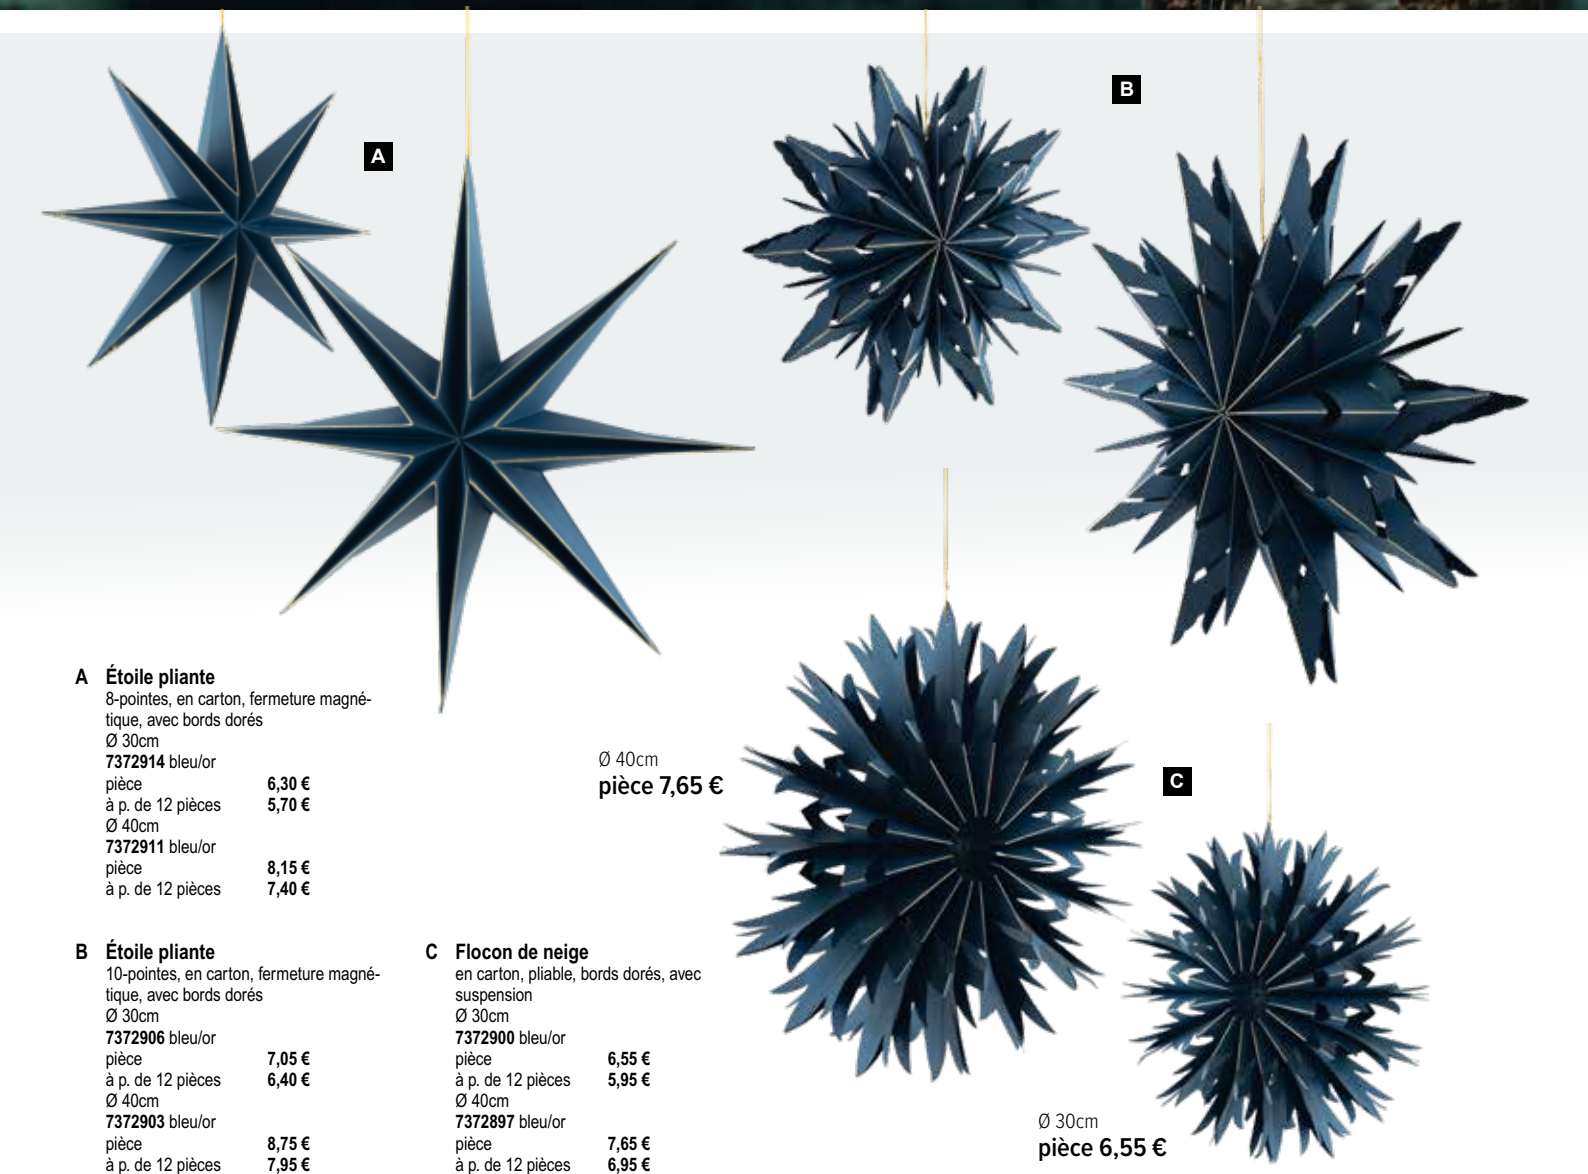 B
A
A Étoile pliante
8-pointes, en carton, fermeture magné-
tique, avec bords dorés
Ø 30cm
7372914 bleu/or
pièce 6,30 €
à p. de 12 pièces 5,70 €
Ø 40cm
7372911 bleu/or
pièce 8,15 €
à p. de 12 pièces 7,40 €
Ø 40cm
pièce 7,65 €
C
B Étoile pliante
10-pointes, en carton, fermeture magné-
tique, avec bords dorés
Ø 30cm
7372906 bleu/or
pièce 7,05 €
à p. de 12 pièces 6,40 €
Ø 40cm
7372903 bleu/or
pièce 8,75 €
à p. de 12 pièces 7,95 €
C Flocon de neige
en carton, pliable, bords dorés, avec
suspension
Ø 30cm
7372900 bleu/or
pièce 6,55 €
à p. de 12 pièces 5,95 €
Ø 40cm
7372897 bleu/or
pièce 7,65 €
à p. de 12 pièces 6,95 €
Ø 30cm
pièce 6,55 €